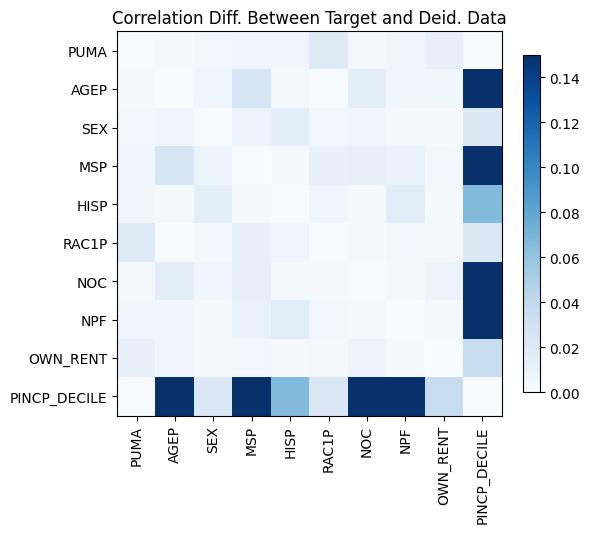 Correlation Diff. Between Target and Deid. Data
PUMA
AGEP
SEX
MSP
HISP
RAC1P
NOC
NPF
OWN_RENT
PINCP_DECILE
PUMA
AGEP
SEX
MSP
HISP
RAC1P
NOC
NPF
OWN_RENT
PINCP_DECILE
0.14
0.12
0.10
0.08
0.06
0.04
0.02
0.00